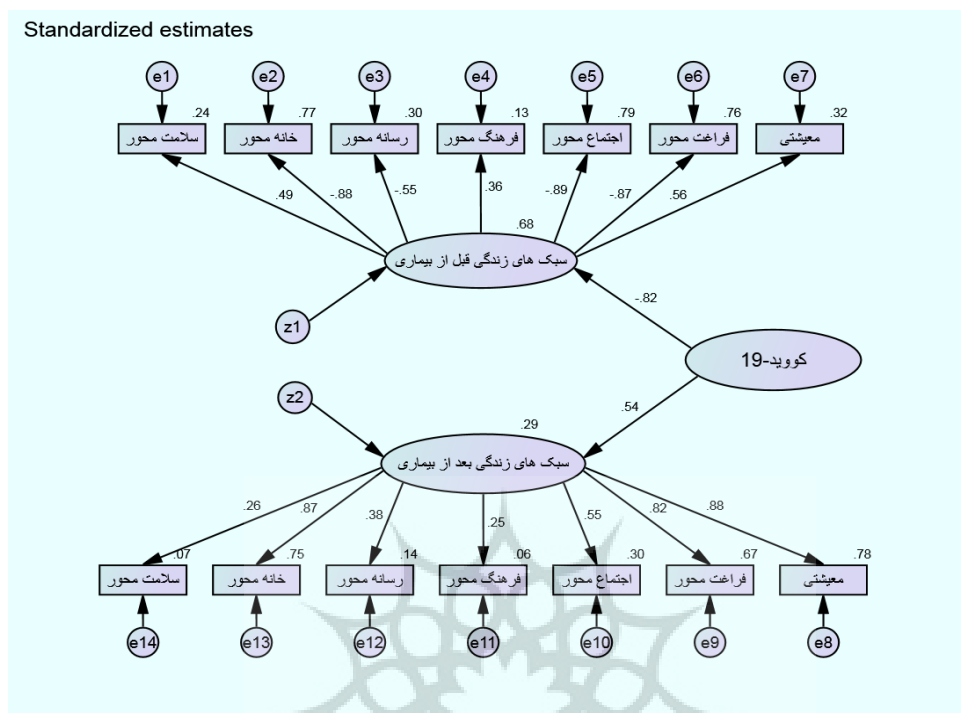 Standardized estimates
e1 e2 e3 e4 e5 e6 e7
.24 .77 .30 .13 .79 .76 .32
سلامت محور خانه محور رسانه محور فرهنگ محور اجتماع محور فراغت محور معیشتی
.49 -.88 -.55 .36 -.89 -.87 .56
.68
سبک های زندگی قبل از بیماری
z1
-.82
کووید-19
z2
.54
.29
سبک های زندگی بعد از بیماری
.26 .87 .38 .25 .55 .82 .88
.07 .75 .14 .06 .30 .67 .78
سلامت محور خانه محور رسانه محور فرهنگ محور اجتماع محور فراغت محور معیشتی
e14 e13 e12 e11 e10 e9 e8